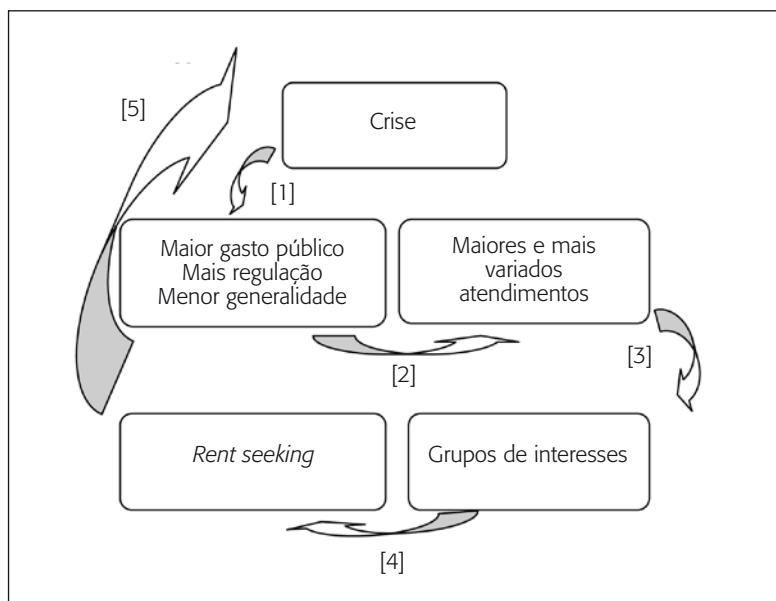 [5]
Crise
[1]
Maior gasto público
Mais regulação
Menor generalidade
Maiores e mais
variados
atendimentos
[2]
[3]
Rent seeking
Grupos de interesses
[4]